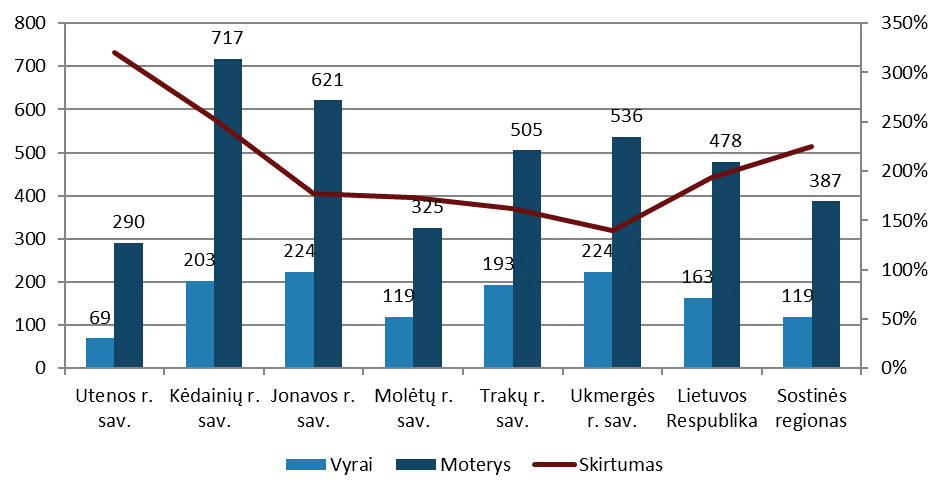 800
700
600
500
400
300
200
100
0
350%
300%
250%
200%
150%
100%
50%
0%
69
290
203
717
224
621
119
325
193
505
224
536
163
478
119
387
Utenos r.
sav.
Kėdainių r.
sav.
Jonavos r.
sav.
Molėtų r.
sav.
Trakų r.
sav.
Ukmergės
r. sav.
Lietuvos
Respublika
Sostinės
regionas
Vyrai
Moterys
Skirtumas